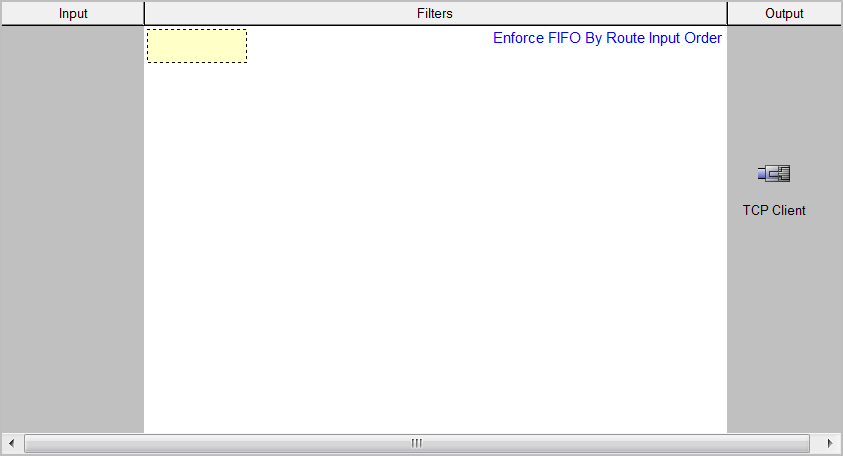 Input
Filters
Output
Enforce FIFO By Route Input Order
TCP Client